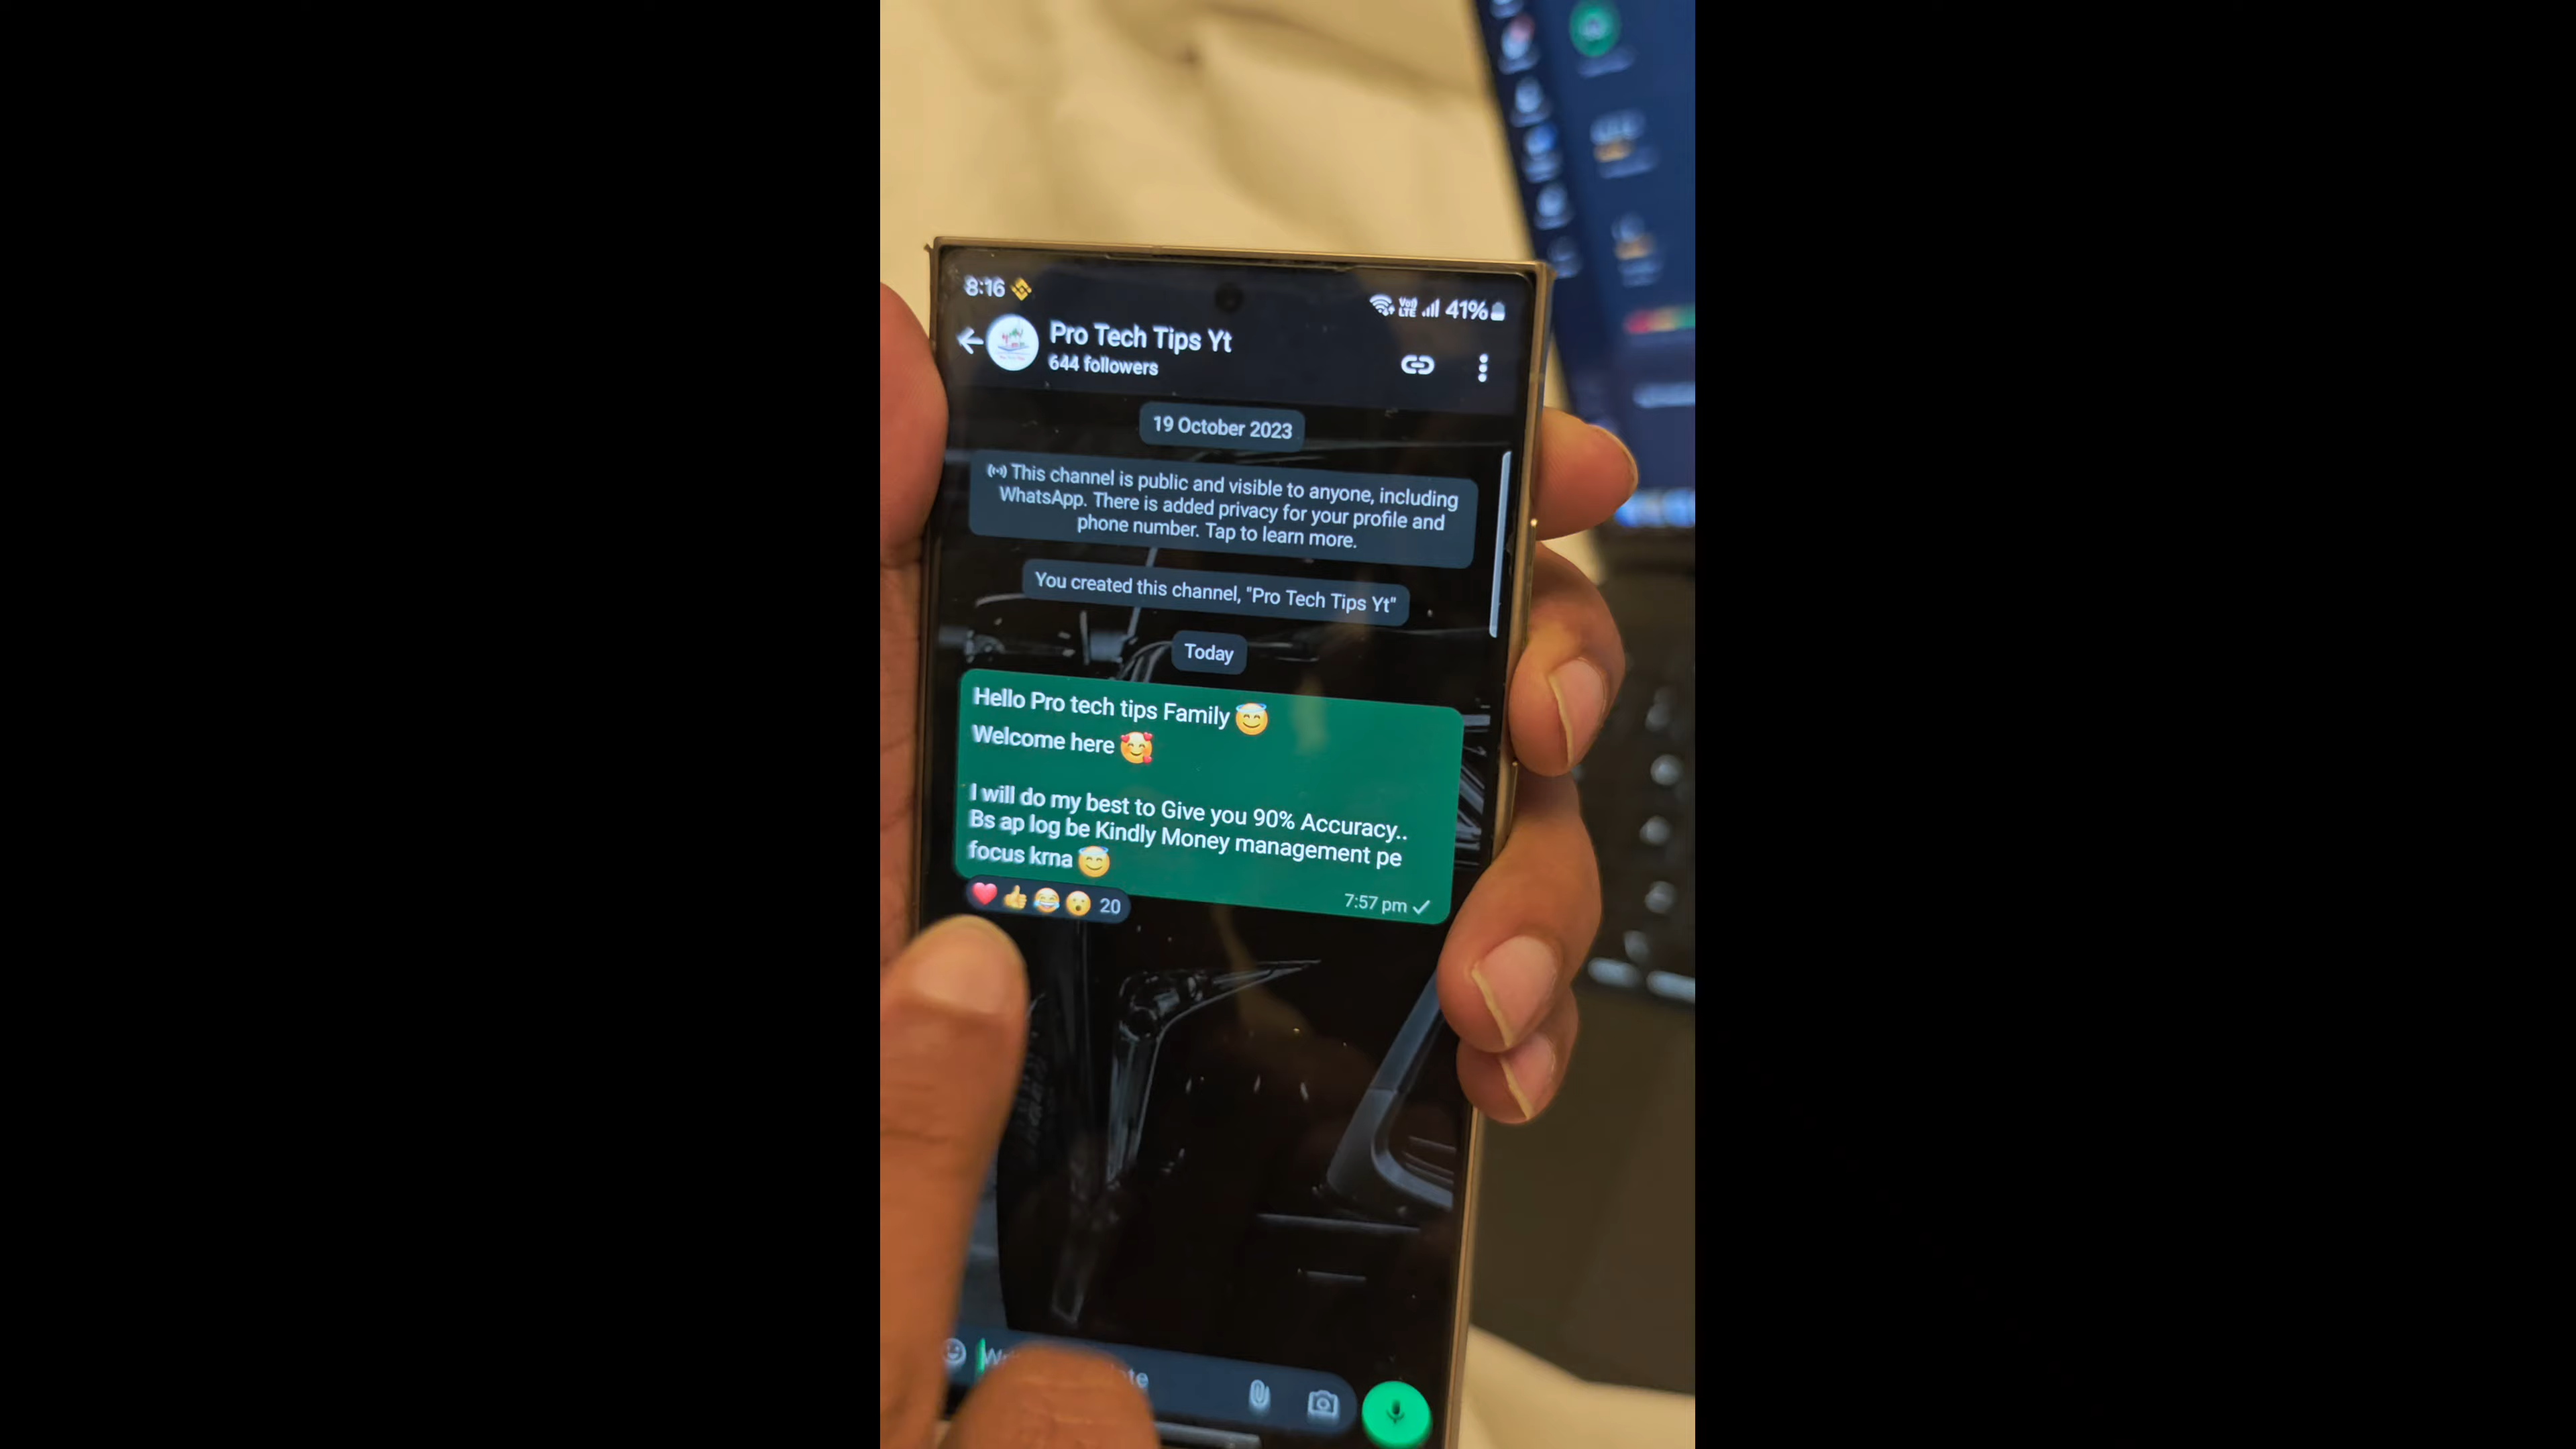 8:16
Vo)) LTE 41%
Pro Tech Tips Yt
644 followers
19 October 2023
This channel is public and visible to anyone, including
WhatsApp. There is added privacy for your profile and
phone number. Tap to learn more.
You created this channel, "Pro Tech Tips Yt"
Today
Hello Pro tech tips Family 😇
Welcome here 🥰
I will do my best to Give you 90% Accuracy..
Bs ap log be Kindly Money management pe
focus krna 😇
❤️👍😂😮 20
7:57 pm